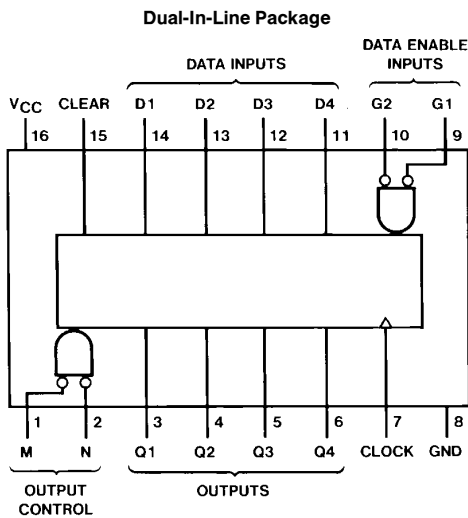 Dual-In-Line Package
DATA INPUTS
DATA ENABLE
INPUTS
VCC CLEAR D1 D2 D3 D4 G2 G1
16 15 14 13 12 11 10 9
1 2 3 4 5 6 7 8
M N Q1 Q2 Q3 Q4 CLOCK GND
OUTPUT
CONTROL
OUTPUTS